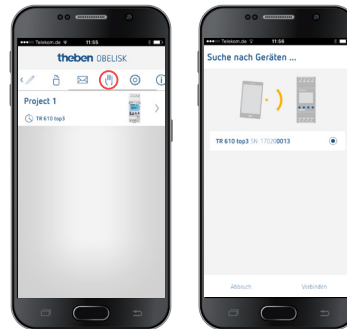 Telekom.de 11:55
theben OBELISK
Project 1
TR 610 top3
Telekom.de 11:56
Suche nach Geräten ...
TR 610 top3 SN: 170200013
Abbruch Verbinden